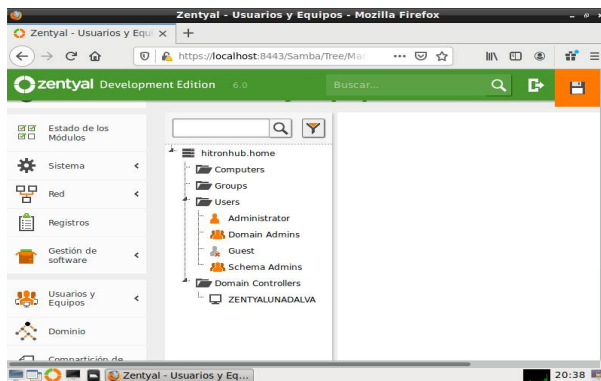 Zentyal - Usuarios y Equipos - Mozilla Firefox
Zentyal - Usuarios y Equi
https://localhost:8443/Samba/Tree/Ma
zentyal Development Edition 6.0
Buscar...
Estado de los
Módulos
Sistema
Red
Registros
Gestión de
software
Usuarios y
Equipos
Dominio
Compartición de
hitronhub.home
Computers
Groups
Users
Administrator
Domain Admins
Guest
Schema Admins
Domain Controllers
ZENTYALUNADALVA
Zentyal - Usuarios y Eq...
20:38